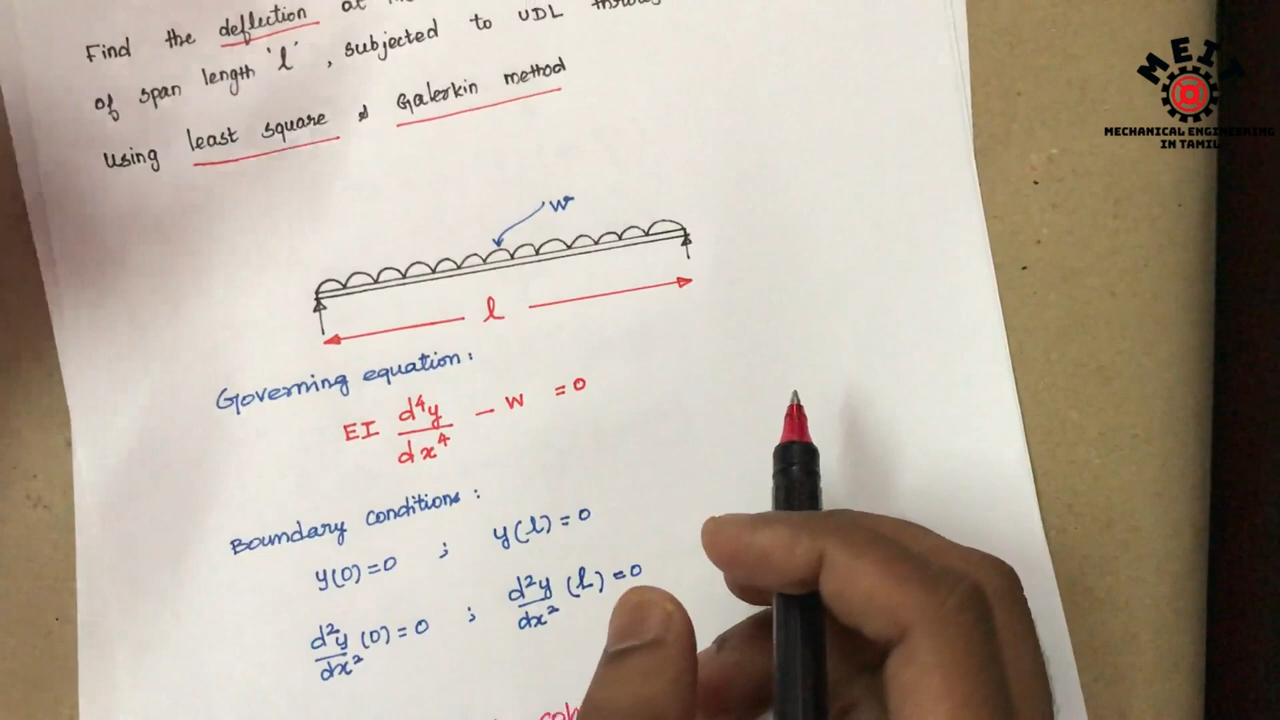 Find the deflection at
of span length 'l', subjected to UDL
using least square & Galerkin method
w
l
Governing equation:
EI d⁴y/dx⁴ - w = 0
Boundary conditions:
y(0)=0 ; y(l)=0
d²y/dx² (0) = 0 ; d²y/dx² (l) = 0
MEIT
MECHANICAL ENGINEERING
IN TAMIL